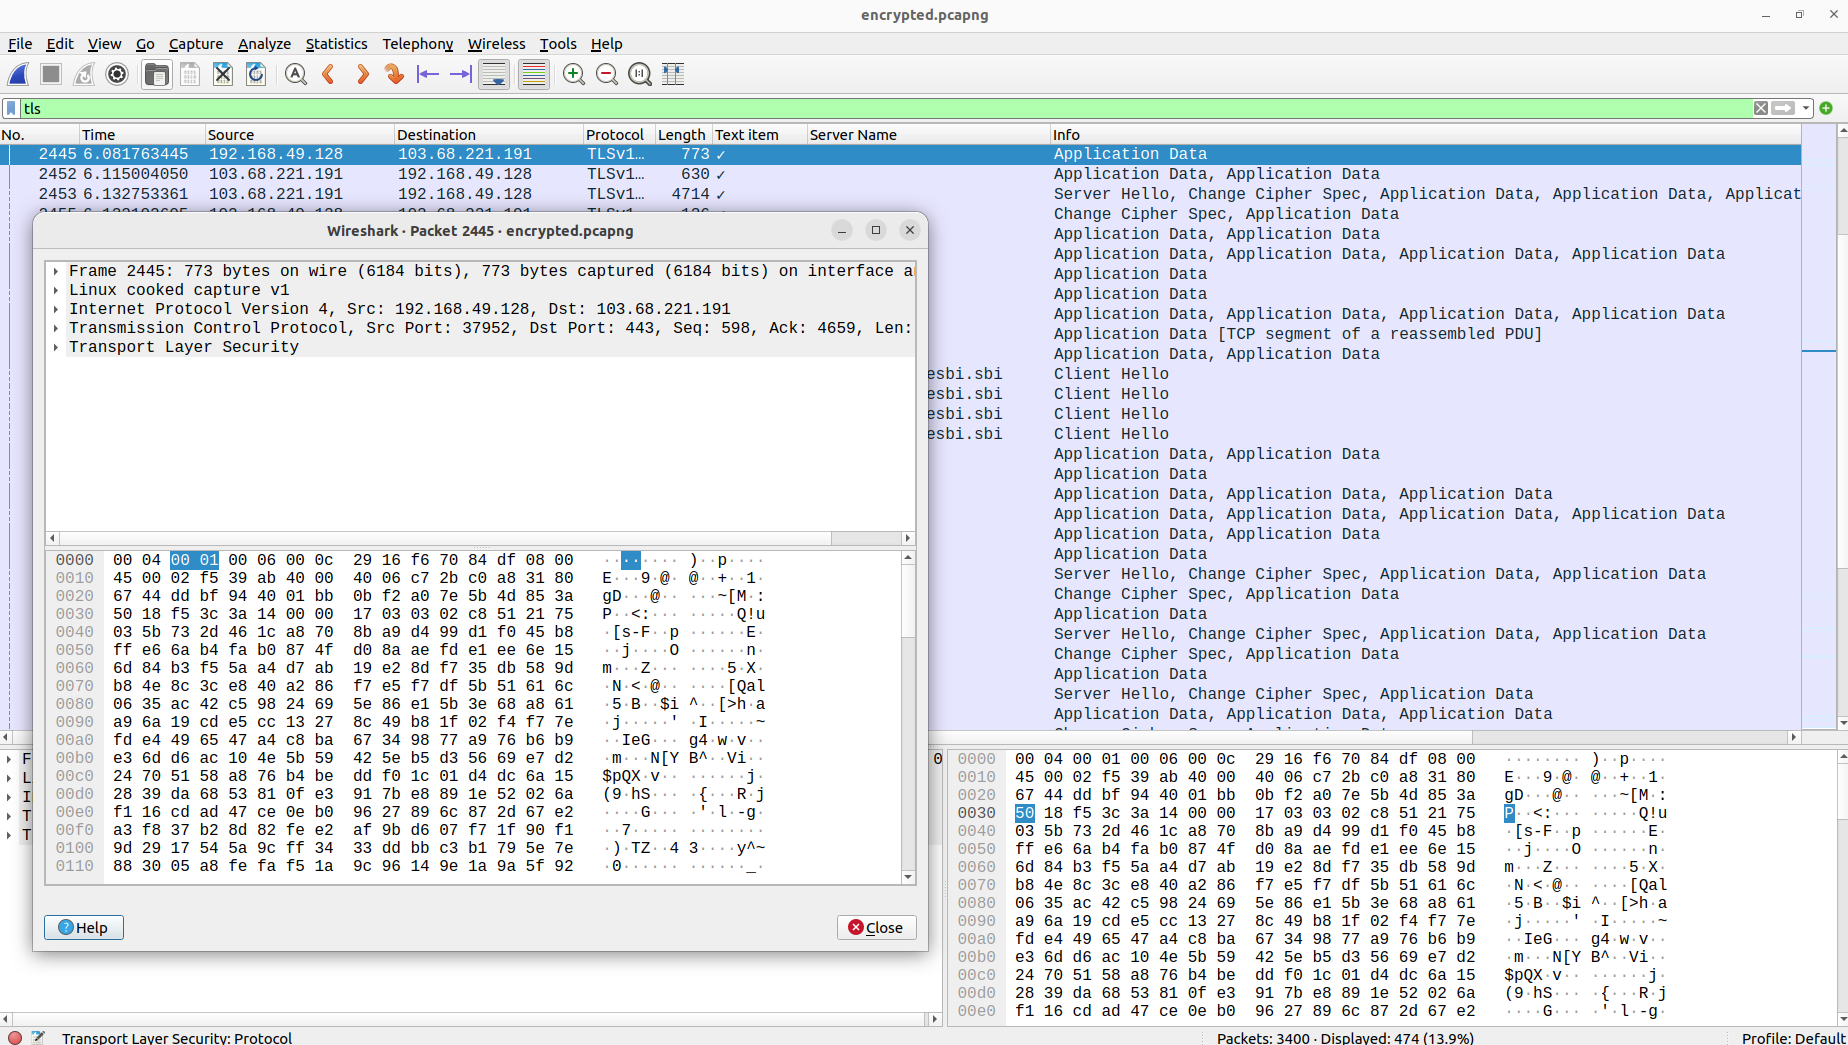 encrypted.pcapng
File Edit View Go Capture Analyze Statistics Telephony Wireless Tools Help
tls
No. Time Source Destination Protocol Length Text item Server Name Info
2445 6.081763445 192.168.49.128 103.68.221.191 TLSv1… 773 ✓ Application Data
2452 6.115004050 103.68.221.191 192.168.49.128 TLSv1… 630 ✓ Application Data, Application Data
2453 6.132753361 103.68.221.191 192.168.49.128 TLSv1… 4714 ✓ Server Hello, Change Cipher Spec, Application Data, Application Data, Applicat
Change Cipher Spec, Application Data
Application Data, Application Data
Application Data, Application Data, Application Data, Application Data
Application Data
Application Data
Application Data, Application Data, Application Data, Application Data
Application Data [TCP segment of a reassembled PDU]
Application Data, Application Data
esbi.sbi Client Hello
esbi.sbi Client Hello
esbi.sbi Client Hello
esbi.sbi Client Hello
Application Data, Application Data
Application Data
Application Data, Application Data, Application Data
Application Data, Application Data, Application Data, Application Data
Application Data, Application Data
Application Data
Server Hello, Change Cipher Spec, Application Data, Application Data
Change Cipher Spec, Application Data
Application Data
Server Hello, Change Cipher Spec, Application Data, Application Data
Change Cipher Spec, Application Data
Application Data
Server Hello, Change Cipher Spec, Application Data
Application Data, Application Data, Application Data
Wireshark · Packet 2445 · encrypted.pcapng
Frame 2445: 773 bytes on wire (6184 bits), 773 bytes captured (6184 bits) on interface a
Linux cooked capture v1
Internet Protocol Version 4, Src: 192.168.49.128, Dst: 103.68.221.191
Transmission Control Protocol, Src Port: 37952, Dst Port: 443, Seq: 598, Ack: 4659, Len:
Transport Layer Security
0000 00 04 00 01 00 06 00 0c 29 16 f6 70 84 df 08 00 ········ )··p····
0010 45 00 02 f5 39 ab 40 00 40 06 c7 2b c0 a8 31 80 E···9·@· @··+··1·
0020 67 44 dd bf 94 40 01 bb 0b f2 a0 7e 5b 4d 85 3a gD···@·· ···~[M·:
0030 50 18 f5 3c 3a 14 00 00 17 03 03 02 c8 51 21 75 P··<:··· ·····Q!u
0040 03 5b 73 2d 46 1c a8 70 8b a9 d4 99 d1 f0 45 b8 ·[s-F··p ······E·
0050 ff e6 6a b4 fa b0 87 4f d0 8a ae fd e1 ee 6e 15 ··j····O ······n·
0060 6d 84 b3 f5 5a a4 d7 ab 19 e2 8d f7 35 db 58 9d m···Z··· ····5·X·
0070 b8 4e 8c 3c e8 40 a2 86 f7 e5 f7 df 5b 51 61 6c ·N·<·@·· ····[Qal
0080 06 35 ac 42 c5 98 24 69 5e 86 e1 5b 3e 68 a8 61 ·5·B··$i ^··[>h·a
0090 a9 6a 19 cd e5 cc 13 27 8c 49 b8 1f 02 f4 f7 7e ·j·····' ·I·····~
00a0 fd e4 49 65 47 a4 c8 ba 67 34 98 77 a9 76 b6 b9 ··IeG··· g4·w·v··
00b0 e3 6d d6 ac 10 4e 5b 59 42 5e b5 d3 56 69 e7 d2 ·m···N[Y B^··Vi··
00c0 24 70 51 58 a8 76 b4 be dd f0 1c 01 d4 dc 6a 15 $pQX·v·· ······j·
00d0 28 39 da 68 53 81 0f e3 91 7b e8 89 1e 52 02 6a (9·hS··· ·{···R·j
00e0 f1 16 cd ad 47 ce 0e b0 96 27 89 6c 87 2d 67 e2 ····G··· ·'·l·-g·
00f0 a3 f8 37 b2 8d 82 fe e2 af 9b d6 07 f7 1f 90 f1 ··7····· ········
0100 9d 29 17 54 5a 9c ff 34 33 dd bb c3 b1 79 5e 7e ·)·TZ··4 3····y^~
0110 88 30 05 a8 fe fa f5 1a 9c 96 14 9e 1a 9a 5f 92 ·0······ ······_·
Help Close
F
L
I
T
T
0
0000 00 04 00 01 00 06 00 0c 29 16 f6 70 84 df 08 00 ········ )··p····
0010 45 00 02 f5 39 ab 40 00 40 06 c7 2b c0 a8 31 80 E···9·@· @··+··1·
0020 67 44 dd bf 94 40 01 bb 0b f2 a0 7e 5b 4d 85 3a gD···@·· ···~[M·:
0030 50 18 f5 3c 3a 14 00 00 17 03 03 02 c8 51 21 75 P··<:··· ·····Q!u
0040 03 5b 73 2d 46 1c a8 70 8b a9 d4 99 d1 f0 45 b8 ·[s-F··p ······E·
0050 ff e6 6a b4 fa b0 87 4f d0 8a ae fd e1 ee 6e 15 ··j····O ······n·
0060 6d 84 b3 f5 5a a4 d7 ab 19 e2 8d f7 35 db 58 9d m···Z··· ····5·X·
0070 b8 4e 8c 3c e8 40 a2 86 f7 e5 f7 df 5b 51 61 6c ·N·<·@·· ····[Qal
0080 06 35 ac 42 c5 98 24 69 5e 86 e1 5b 3e 68 a8 61 ·5·B··$i ^··[>h·a
0090 a9 6a 19 cd e5 cc 13 27 8c 49 b8 1f 02 f4 f7 7e ·j·····' ·I·····~
00a0 fd e4 49 65 47 a4 c8 ba 67 34 98 77 a9 76 b6 b9 ··IeG··· g4·w·v··
00b0 e3 6d d6 ac 10 4e 5b 59 42 5e b5 d3 56 69 e7 d2 ·m···N[Y B^··Vi··
00c0 24 70 51 58 a8 76 b4 be dd f0 1c 01 d4 dc 6a 15 $pQX·v·· ······j·
00d0 28 39 da 68 53 81 0f e3 91 7b e8 89 1e 52 02 6a (9·hS··· ·{···R·j
00e0 f1 16 cd ad 47 ce 0e b0 96 27 89 6c 87 2d 67 e2 ····G··· ·'·l·-g·
Transport Layer Security: Protocol Packets: 3400 · Displayed: 474 (13.9%) Profile: Default